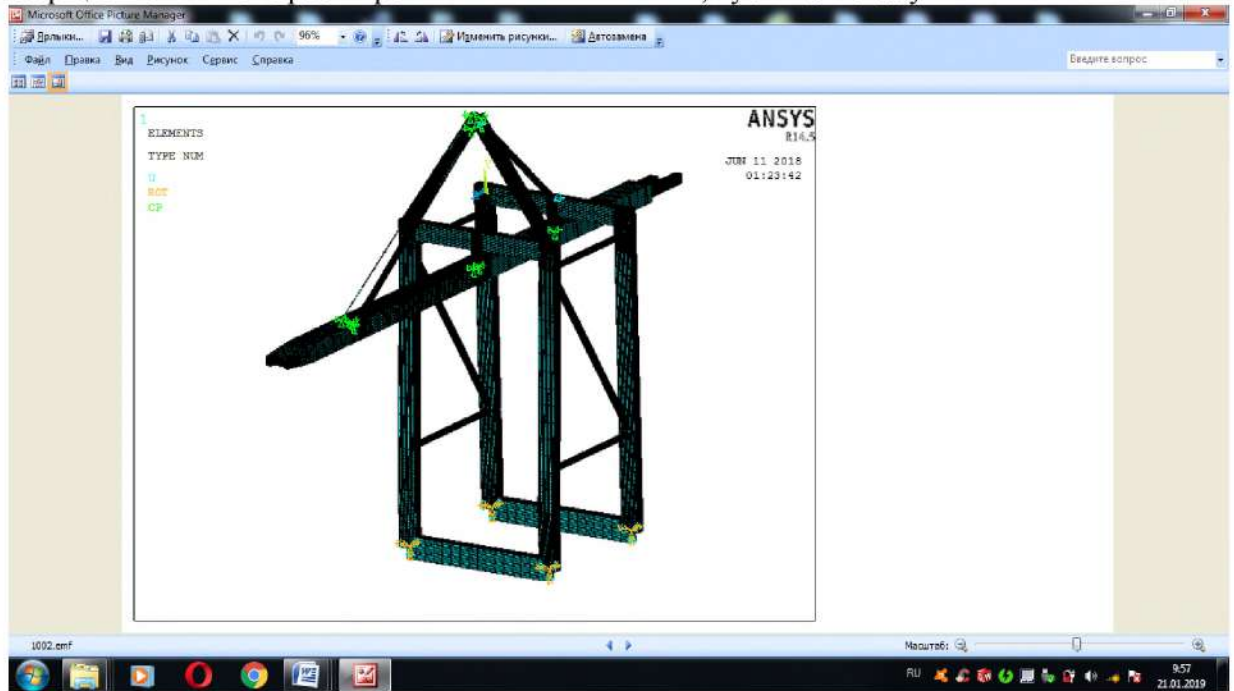 Microsoft Office Picture Manager
Ярлыки... 96% Изменить рисунки... Автозамена
Файл Правка Вид Рисунок Сервис Справка Введите вопрос
1
ELEMENTS
TYPE NUM
U
ROT
CP
ANSYS
R14.5
JUN 11 2018
01:23:42
1002.emf Масштаб:
RU 9:57
21.01.2019